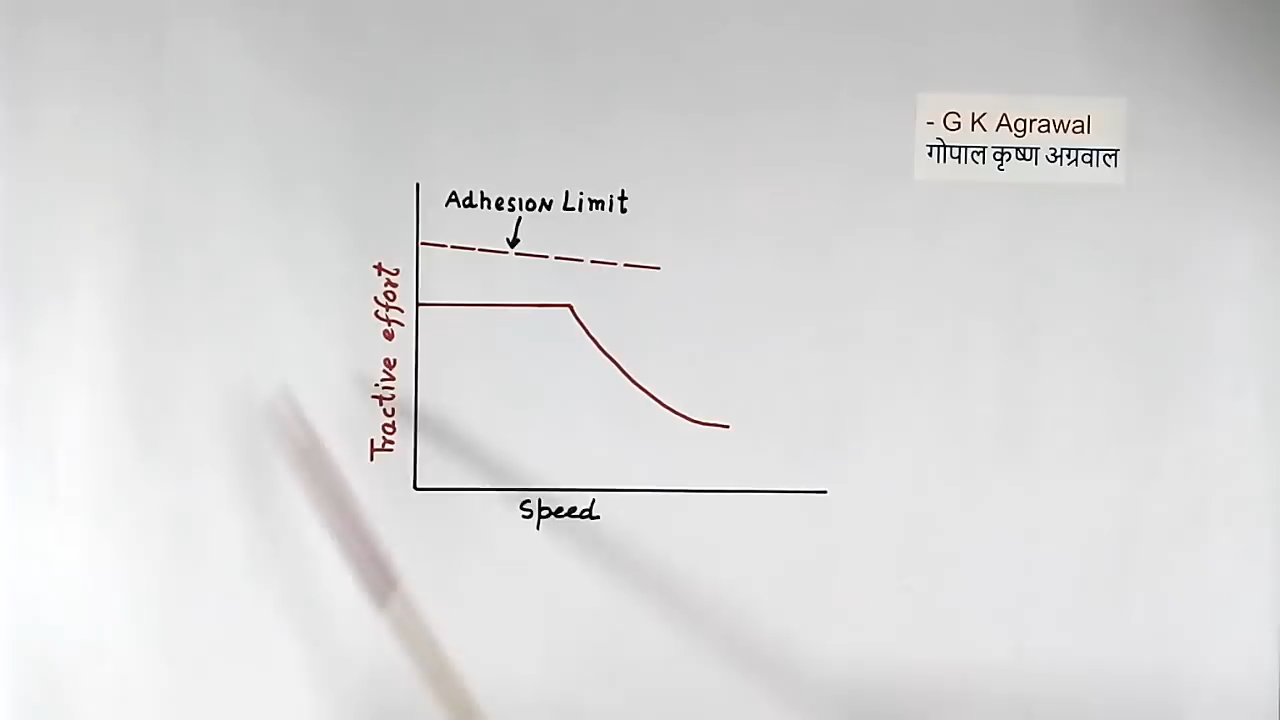 - G K Agrawal
गोपाल कृष्ण अग्रवाल
Adhesion Limit
Tractive effort
Speed